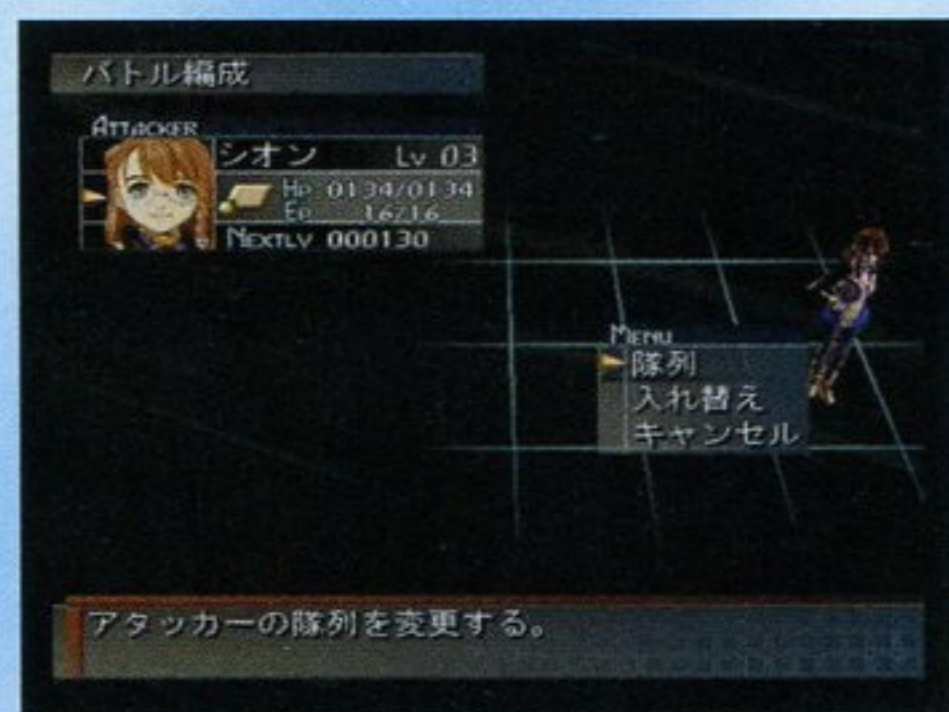 バトル編成
ATTACKER
シオン Lv 03
Hp 0134/0134
Ep 16/16
NEXTLV 000130
MENU
隊列
入れ替え
キャンセル
アタッカーの隊列を変更する。